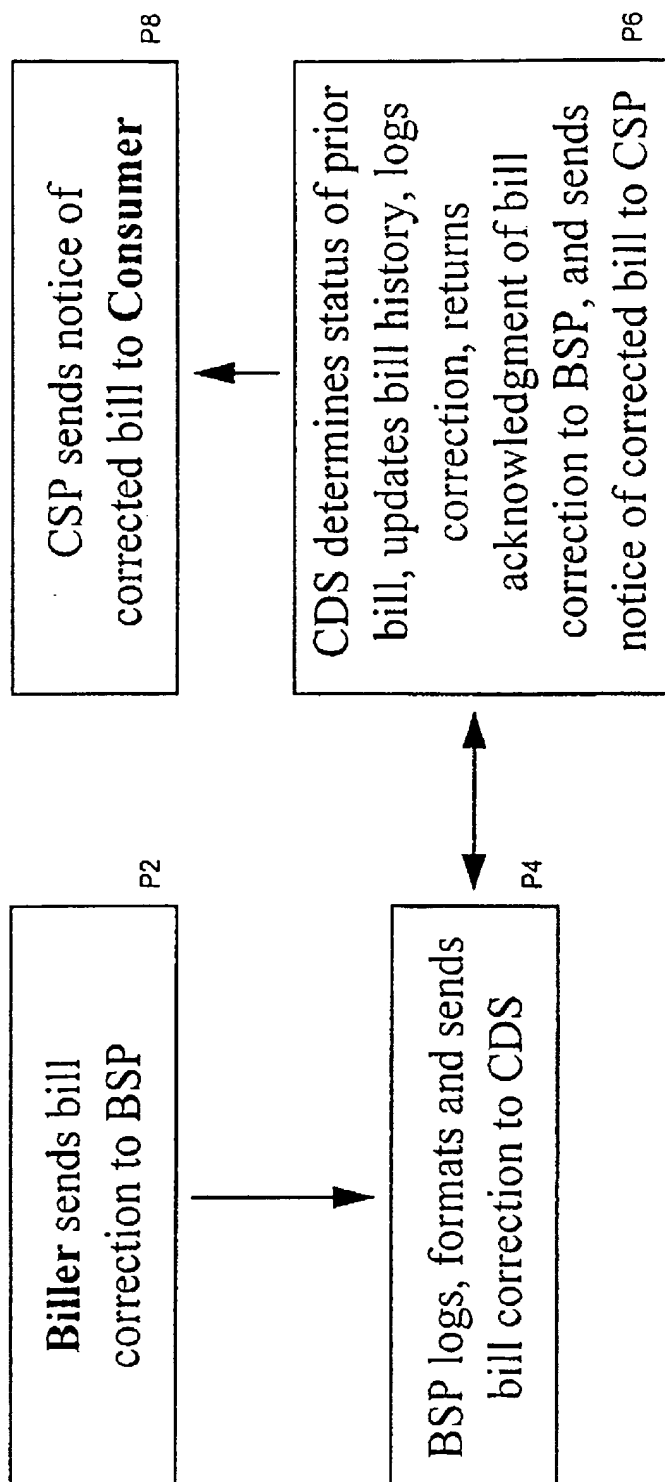 Biller sends bill
correction to BSP
P2
BSP logs, formats and sends
bill correction to CDS
P4
CDS determines status of prior
bill, updates bill history, logs
correction, returns
acknowledgment of bill
correction to BSP, and sends
notice of corrected bill to CSP
P6
CSP sends notice of
corrected bill to Consumer
P8